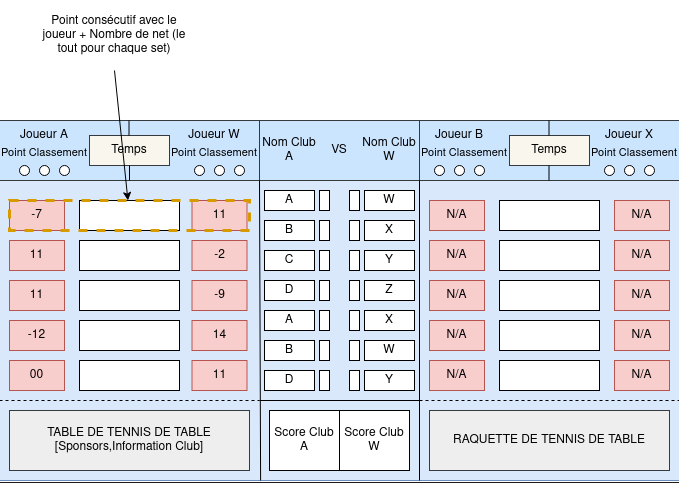 Point consécutif avec le
joueur + Nombre de net (le
tout pour chaque set)
Joueur A
Point Classement
Temps
Joueur W
Point Classement
Nom Club
A
VS
Nom Club
W
Joueur B
Point Classement
Temps
Joueur X
Point Classement
-7
11
11
-2
11
-9
-12
14
00
11
A
W
B
X
C
Y
D
Z
A
X
B
W
D
Y
N/A
N/A
N/A
N/A
N/A
N/A
N/A
N/A
N/A
N/A
TABLE DE TENNIS DE TABLE
[Sponsors,Information Club]
Score Club
A
Score Club
W
RAQUETTE DE TENNIS DE TABLE